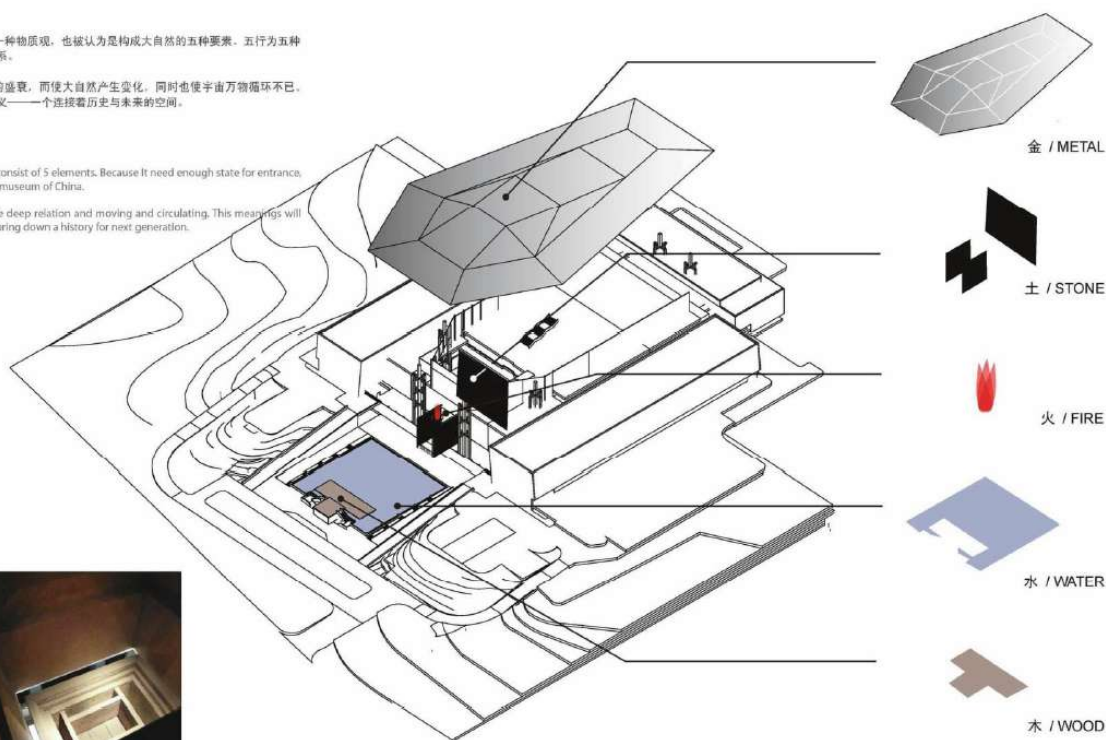 一种物质观，也被认为是构成大自然的五种要素．五行为五种
系。
的盛衰，而使大自然产生变化，同时也使宇宙万物循环不已．
义——一个连接着历史与未来的空间。
onsist of 5 elements. Because It need enough state for entrance,
museum of China.
e deep relation and moving and circulating. This meanings will
oring down a history for next generation.
金 / METAL
土 / STONE
火 / FIRE
水 / WATER
木 / WOOD